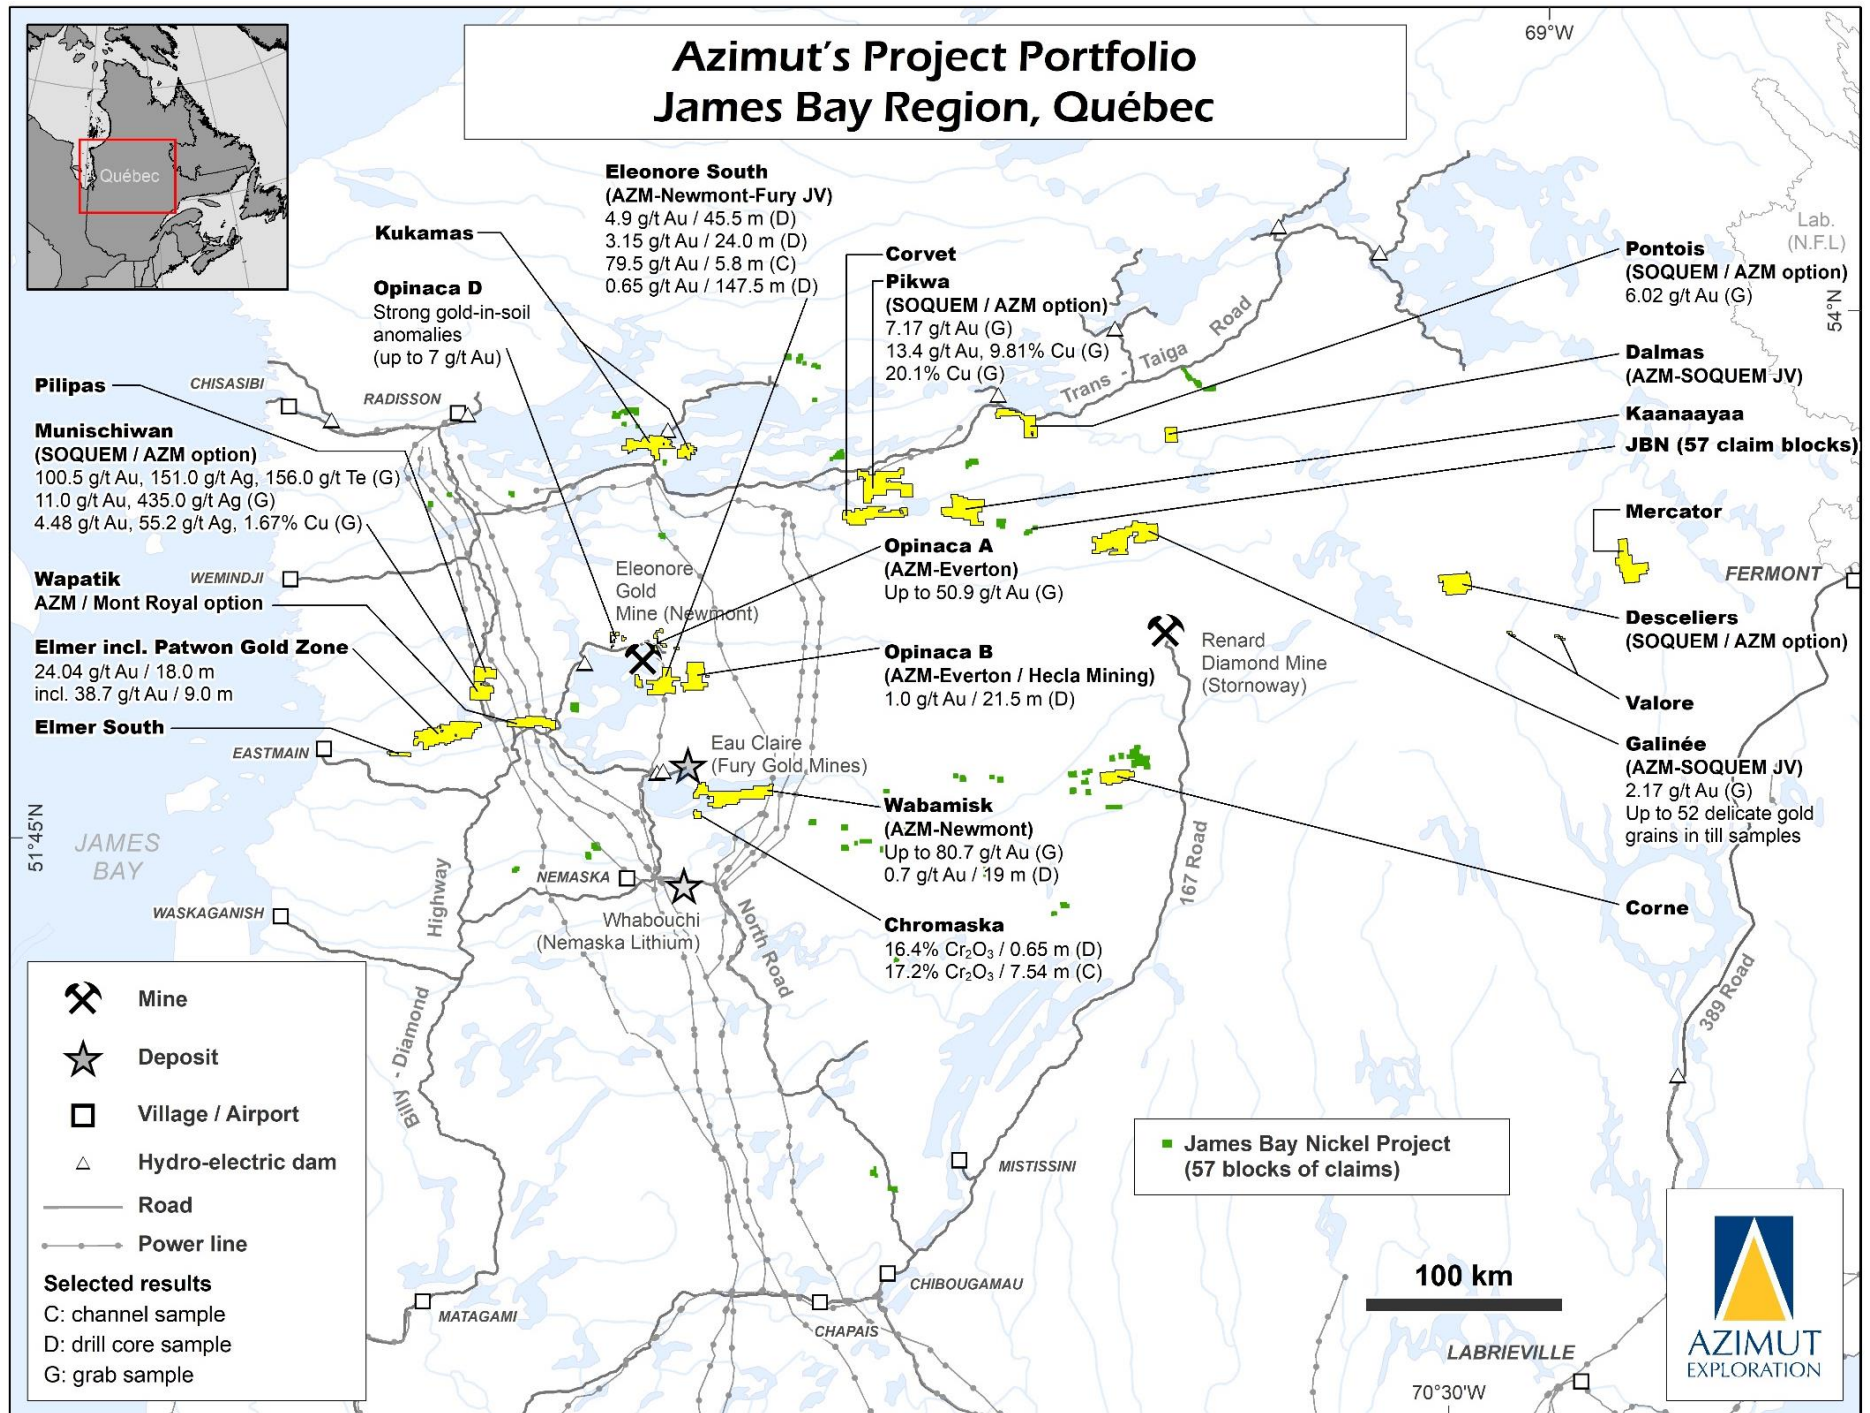 Azimut's Project Portfolio
James Bay Region, Québec
Québec
69°W
54°N
51°45'N
70°30'W
Lab.
(N.F.L)
Eleonore South
(AZM-Newmont-Fury JV)
4.9 g/t Au / 45.5 m (D)
3.15 g/t Au / 24.0 m (D)
79.5 g/t Au / 5.8 m (C)
0.65 g/t Au / 147.5 m (D)
Kukamas
Opinaca D
Strong gold-in-soil
anomalies
(up to 7 g/t Au)
Corvet
Pikwa
(SOQUEM / AZM option)
7.17 g/t Au (G)
13.4 g/t Au, 9.81% Cu (G)
20.1% Cu (G)
Trans - Taiga Road
Pontois
(SOQUEM / AZM option)
6.02 g/t Au (G)
Dalmas
(AZM-SOQUEM JV)
Kaanaayaa
JBN (57 claim blocks)
Mercator
FERMONT
Desceliers
(SOQUEM / AZM option)
Valore
Galinée
(AZM-SOQUEM JV)
2.17 g/t Au (G)
Up to 52 delicate gold
grains in till samples
Corne
Pilipas
CHISASIBI
RADISSON
Munischiwan
(SOQUEM / AZM option)
100.5 g/t Au, 151.0 g/t Ag, 156.0 g/t Te (G)
11.0 g/t Au, 435.0 g/t Ag (G)
4.48 g/t Au, 55.2 g/t Ag, 1.67% Cu (G)
Wapatik
AZM / Mont Royal option
WEMINDJI
Elmer incl. Patwon Gold Zone
24.04 g/t Au / 18.0 m
incl. 38.7 g/t Au / 9.0 m
Elmer South
EASTMAIN
Eleonore
Gold
Mine (Newmont)
Opinaca A
(AZM-Everton)
Up to 50.9 g/t Au (G)
Opinaca B
(AZM-Everton / Hecla Mining)
1.0 g/t Au / 21.5 m (D)
Renard
Diamond Mine
(Stornoway)
Eau Claire
(Fury Gold Mines)
Wabamisk
(AZM-Newmont)
Up to 80.7 g/t Au (G)
0.7 g/t Au / 19 m (D)
Chromaska
16.4% Cr₂O₃ / 0.65 m (D)
17.2% Cr₂O₃ / 7.54 m (C)
JAMES
BAY
NEMASKA
WASKAGANISH
Whabouchi
(Nemaska Lithium)
Billy - Diamond Highway
North Road
167 Road
389 Road
Mine
Deposit
Village / Airport
Hydro-electric dam
Road
Power line
Selected results
C: channel sample
D: drill core sample
G: grab sample
MATAGAMI
CHAPAIS
CHIBOUGAMAU
MISTISSINI
James Bay Nickel Project
(57 blocks of claims)
100 km
LABRIEVILLE
AZIMUT
EXPLORATION